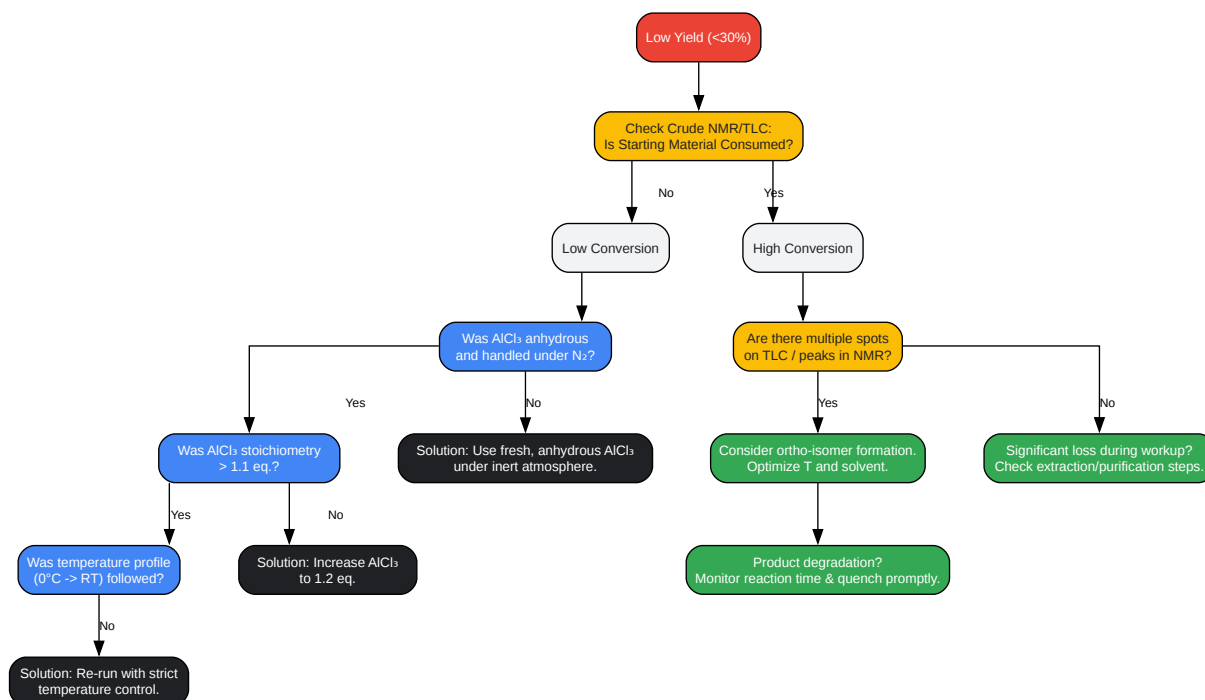 Low Yield (<30%)
Check Crude NMR/TLC:
Is Starting Material Consumed?
No
Yes
Low Conversion
High Conversion
Was AlCl₃ anhydrous
and handled under N₂?
Are there multiple spots
on TLC / peaks in NMR?
Yes
No
Yes
No
Was AlCl₃ stoichiometry
> 1.1 eq.?
Solution: Use fresh, anhydrous AlCl₃
under inert atmosphere.
Consider ortho-isomer formation.
Optimize T and solvent.
Significant loss during workup?
Check extraction/purification steps.
Yes
No
Was temperature profile
(0°C -> RT) followed?
Solution: Increase AlCl₃
to 1.2 eq.
Product degradation?
Monitor reaction time & quench promptly.
No
Solution: Re-run with strict
temperature control.